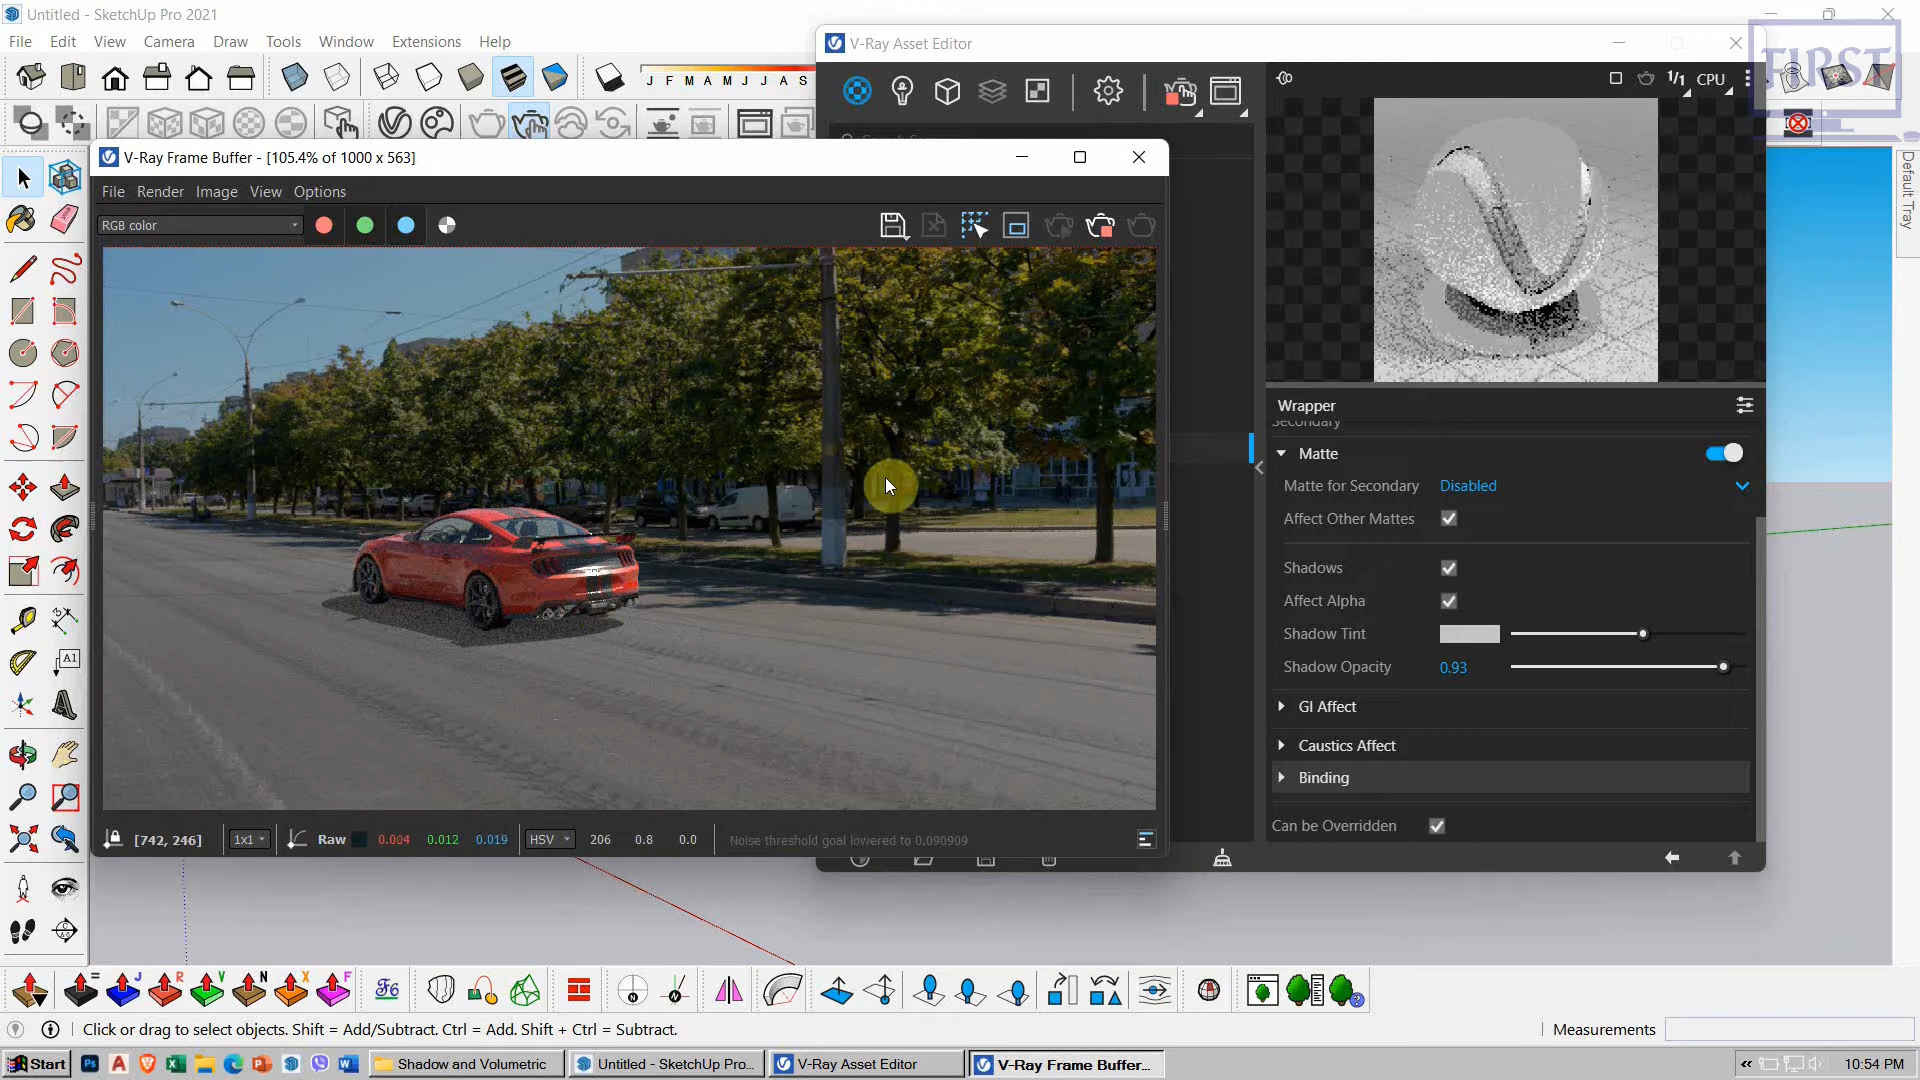 Untitled - SketchUp Pro 2021
File Edit View Camera Draw Tools Window Extensions Help
J F M A M J J A S
V-Ray Asset Editor
1/1 CPU
FIRST
V-Ray Frame Buffer - [105.4% of 1000 x 563]
File Render Image View Options
RGB color
Default Tray
Wrapper
Secondary
Matte
Matte for Secondary Disabled
Affect Other Mattes
Shadows
Affect Alpha
Shadow Tint
Shadow Opacity 0.93
GI Affect
Caustics Affect
Binding
Can be Overridden
[742, 246] 1x1 Raw 0.004 0.012 0.019 HSV 206 0.8 0.0 Noise threshold goal lowered to 0.090909
Click or drag to select objects. Shift = Add/Subtract. Ctrl = Add. Shift + Ctrl = Subtract.
Measurements
Start
Shadow and Volumetric
Untitled - SketchUp Pro...
V-Ray Asset Editor
V-Ray Frame Buffer...
10:54 PM